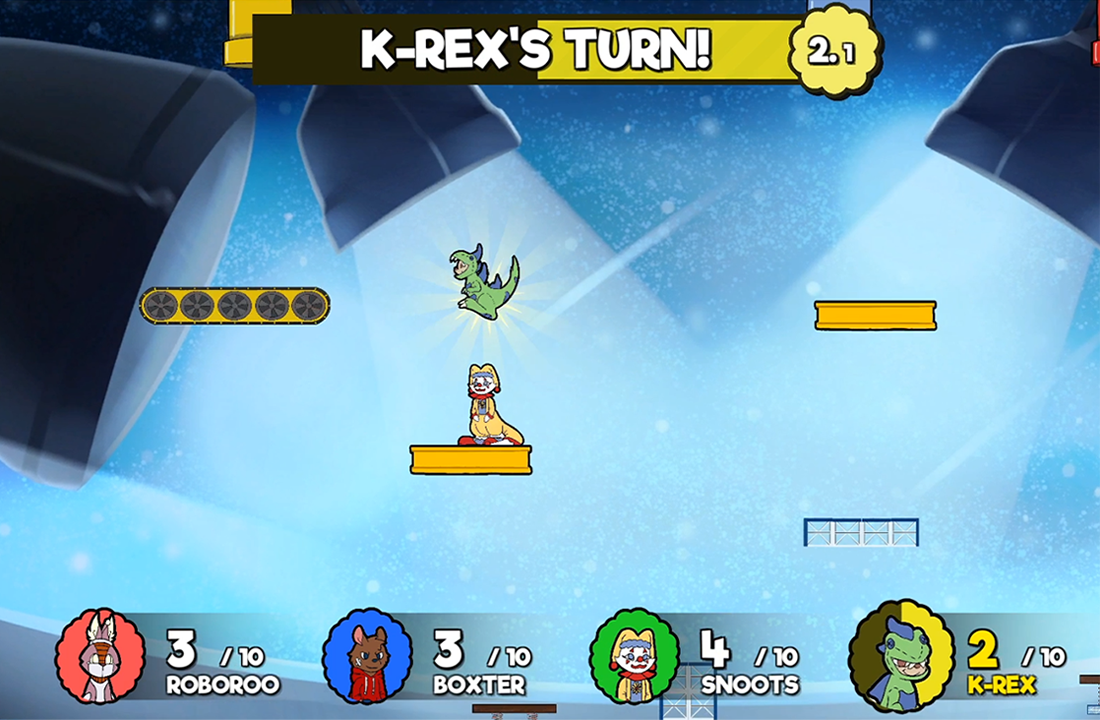 K-REX'S TURN!
2.1
3 / 10
ROBOROO
3 / 10
BOXTER
4 / 10
SNOOTS
2 / 10
K-REX